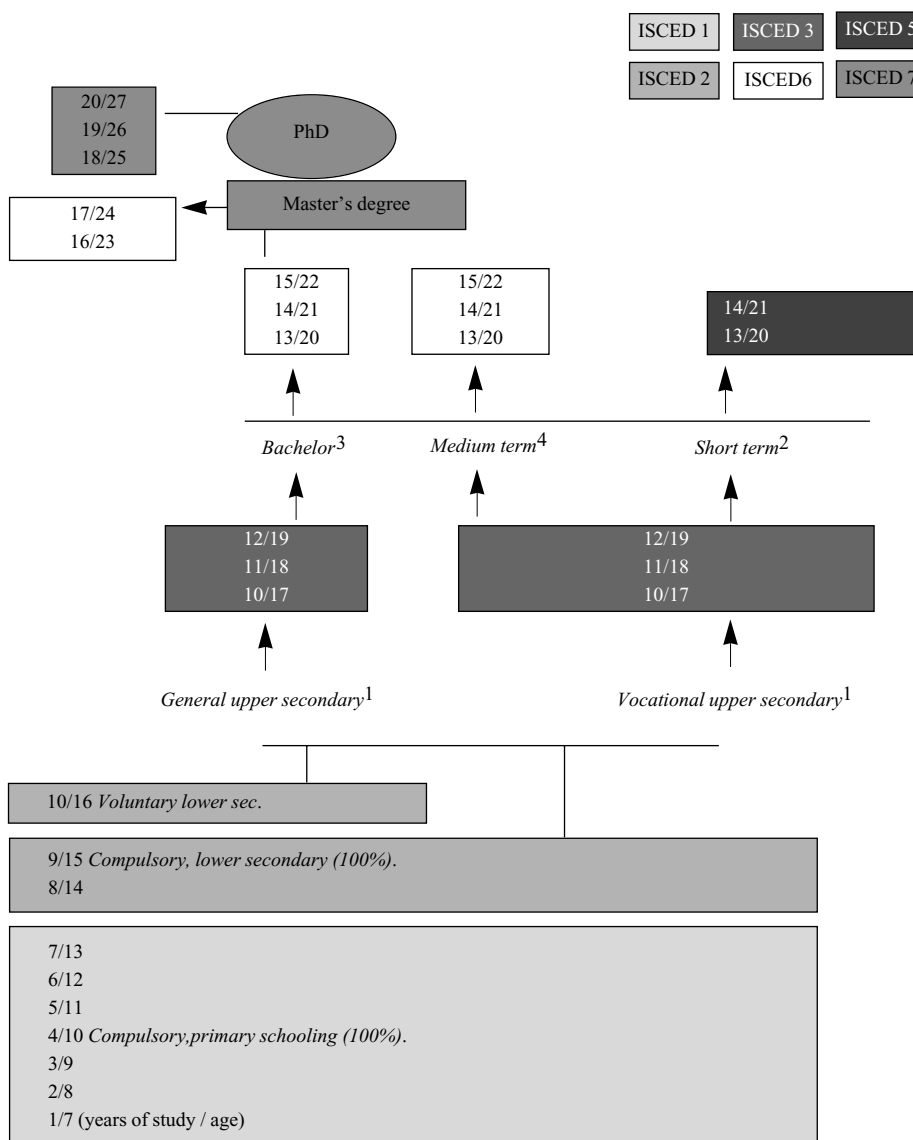 ISCED 1 ISCED 3 ISCED 5
ISCED 2 ISCED6 ISCED 7
20/27
19/26
18/25
PhD
Master's degree
17/24
16/23
15/22
14/21
13/20
15/22
14/21
13/20
14/21
13/20
Bachelor3 Medium term4 Short term2
12/19
11/18
10/17
12/19
11/18
10/17
General upper secondary1 Vocational upper secondary1
10/16 Voluntary lower sec.
9/15 Compulsory, lower secondary (100%).
8/14
7/13
6/12
5/11
4/10 Compulsory,primary schooling (100%).
3/9
2/8
1/7 (years of study / age)